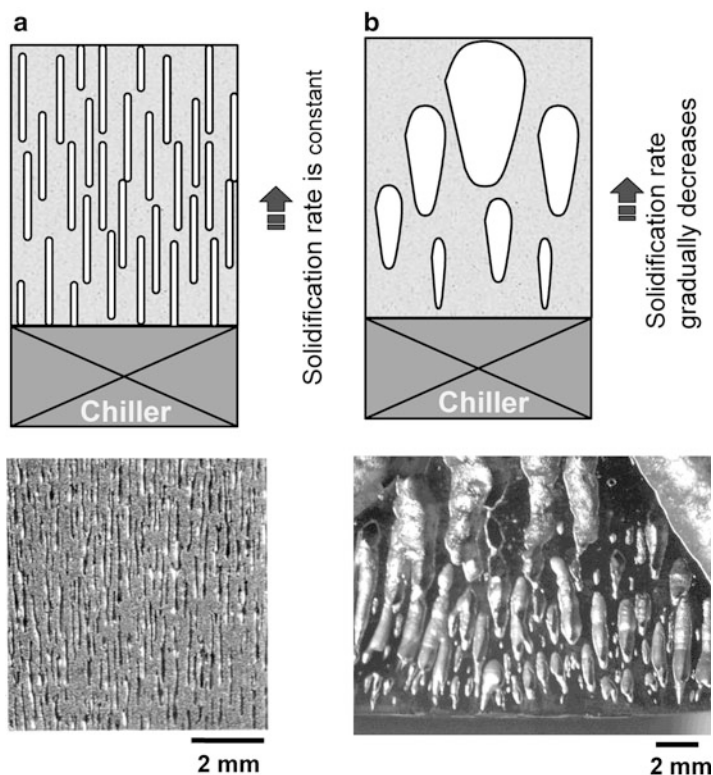 a
Solidification rate is constant
Chiller
2 mm
b
Solidification rate
gradually decreases
Chiller
2 mm